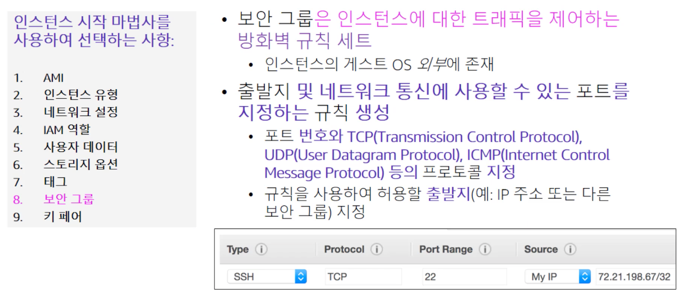 인스턴스 시작 마법사를
사용하여 선택하는 사항:
1. AMI
2. 인스턴스 유형
3. 네트워크 설정
4. IAM 역할
5. 사용자 데이터
6. 스토리지 옵션
7. 태그
8. 보안 그룹
9. 키 페어
• 보안 그룹은 인스턴스에 대한 트래픽을 제어하는
방화벽 규칙 세트
• 인스턴스의 게스트 OS 외부에 존재
• 출발지 및 네트워크 통신에 사용할 수 있는 포트를
지정하는 규칙 생성
• 포트 번호와 TCP(Transmission Control Protocol),
UDP(User Datagram Protocol), ICMP(Internet Control
Message Protocol) 등의 프로토콜 지정
• 규칙을 사용하여 허용할 출발지(예: IP 주소 또는 다른
보안 그룹) 지정
Type i Protocol i Port Range i Source i
SSH TCP 22 My IP 72.21.198.67/32